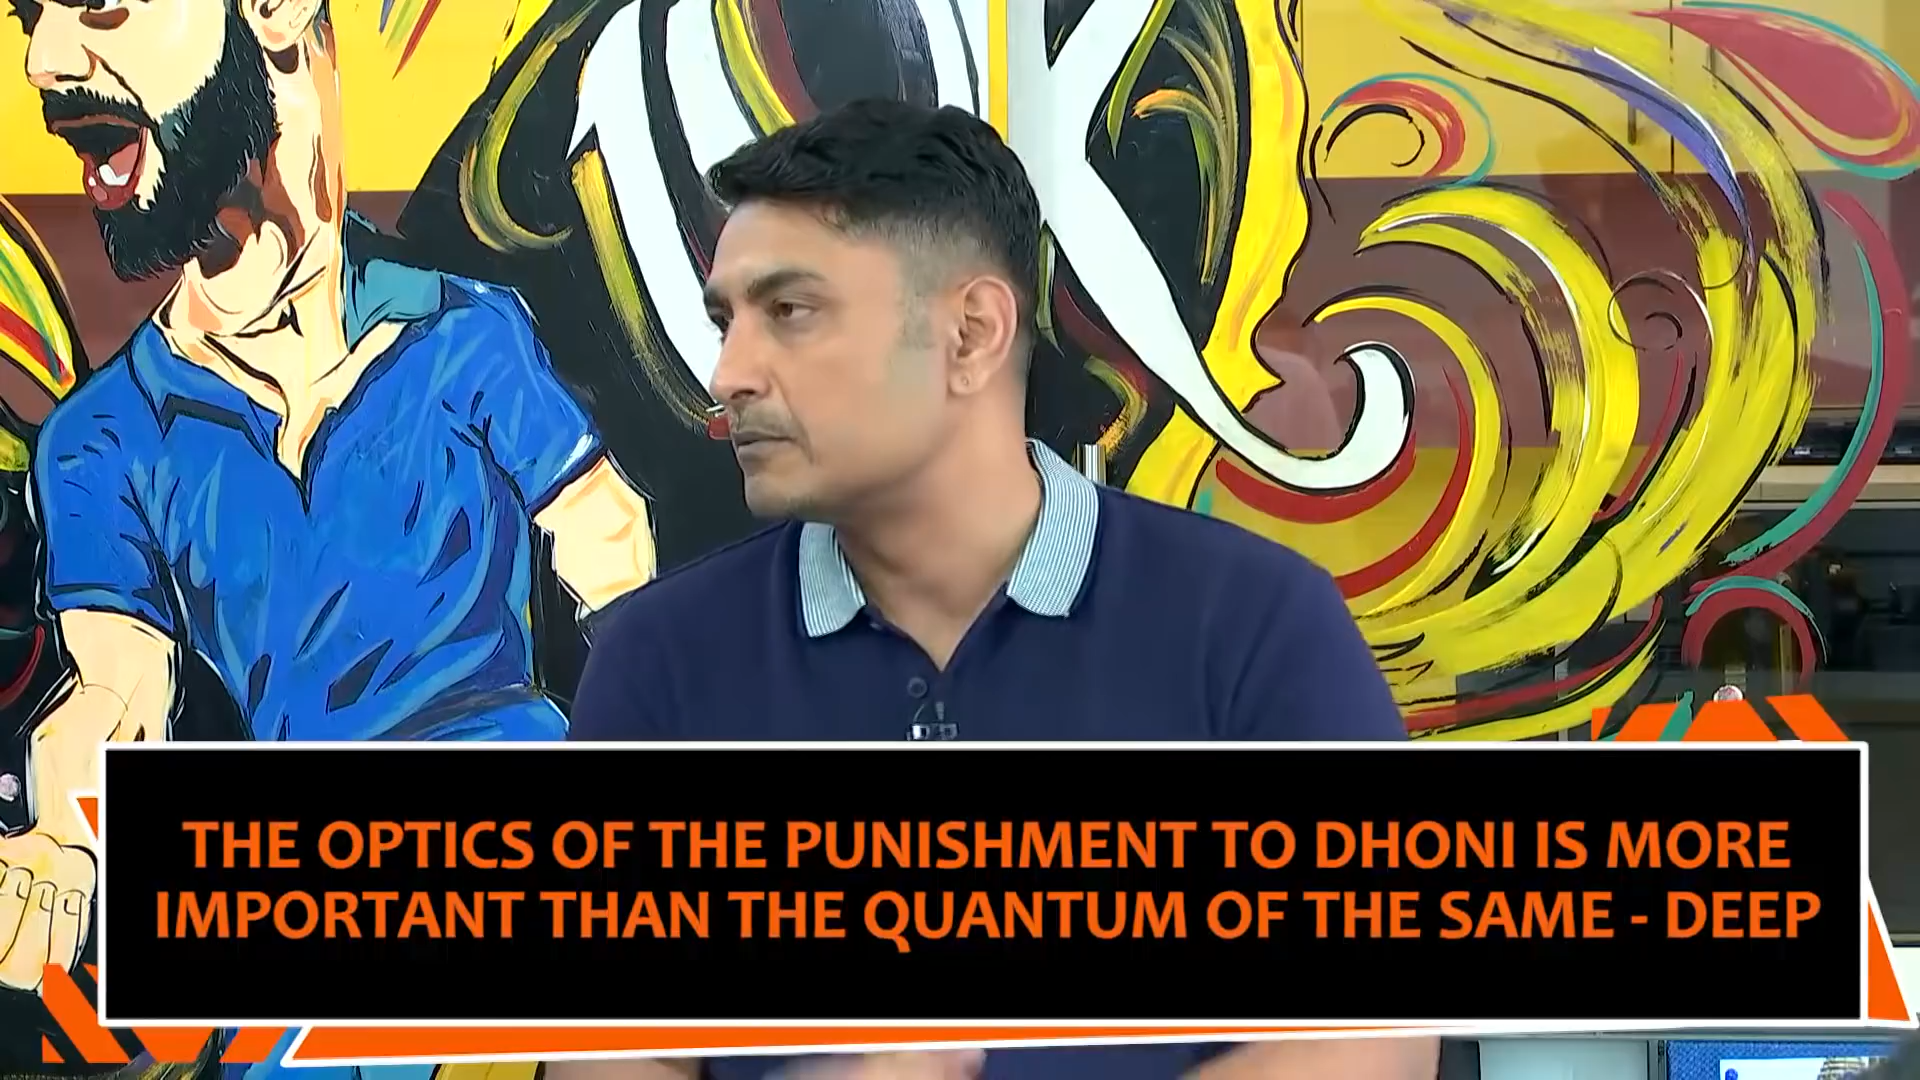 THE OPTICS OF THE PUNISHMENT TO DHONI IS MORE
IMPORTANT THAN THE QUANTUM OF THE SAME - DEEP